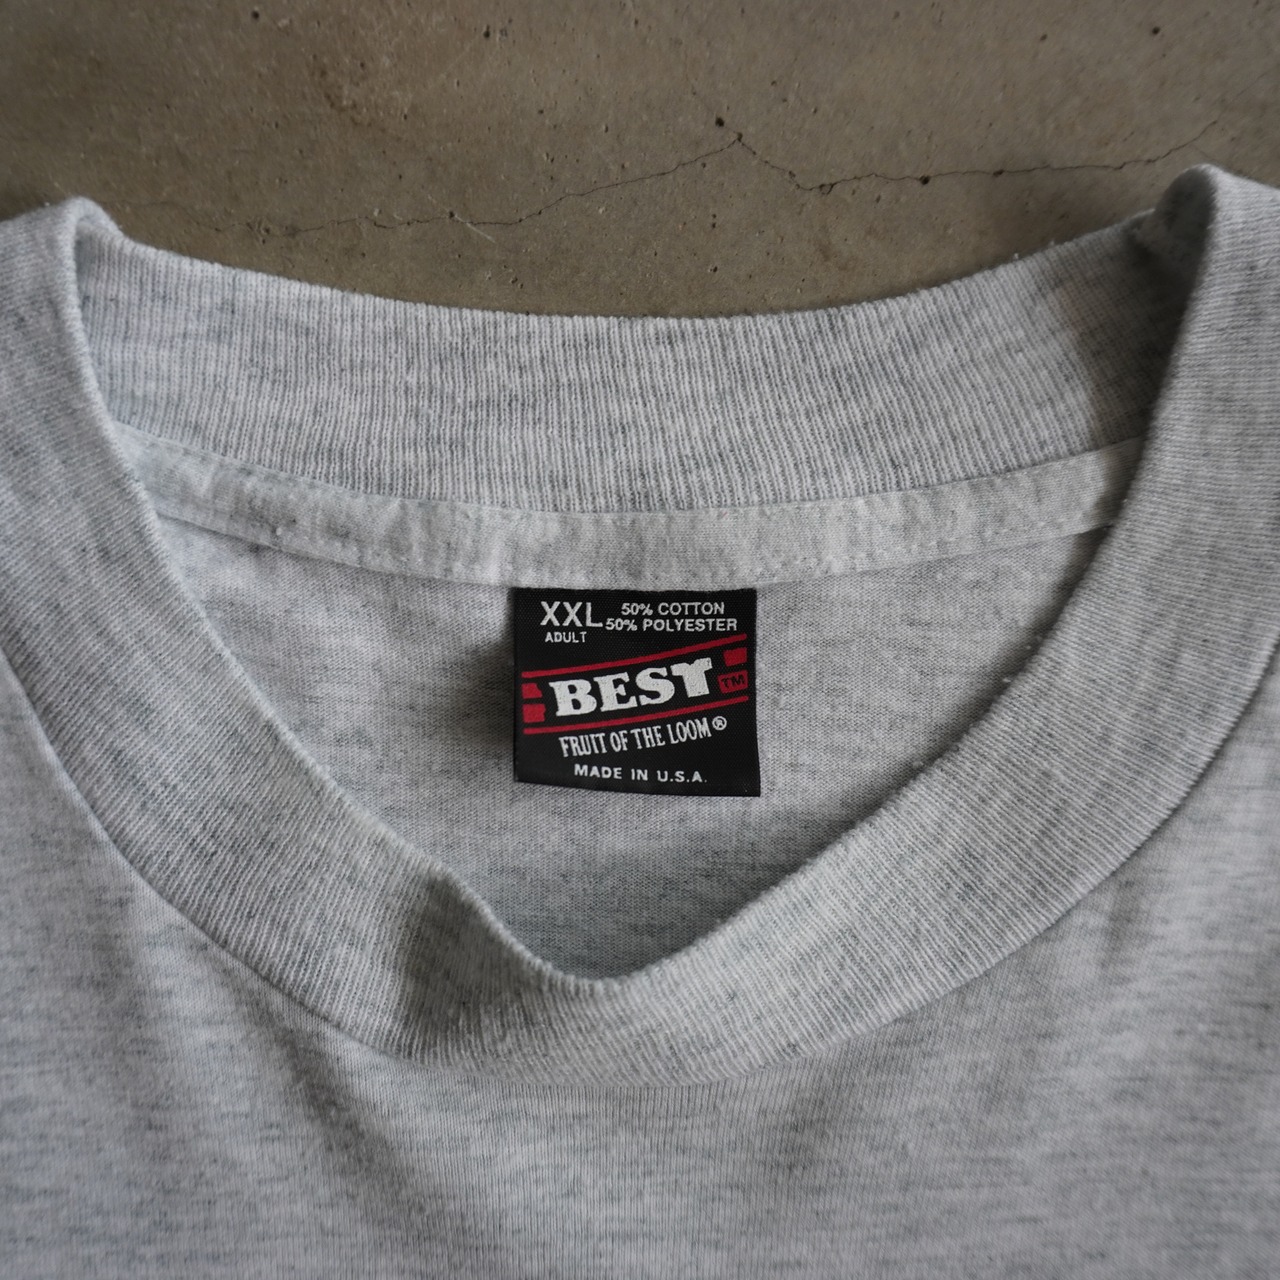 XXL 50% COTTON
ADULT 50% POLYESTER
BEST TM
FRUIT OF THE LOOM®
MADE IN U.S.A.